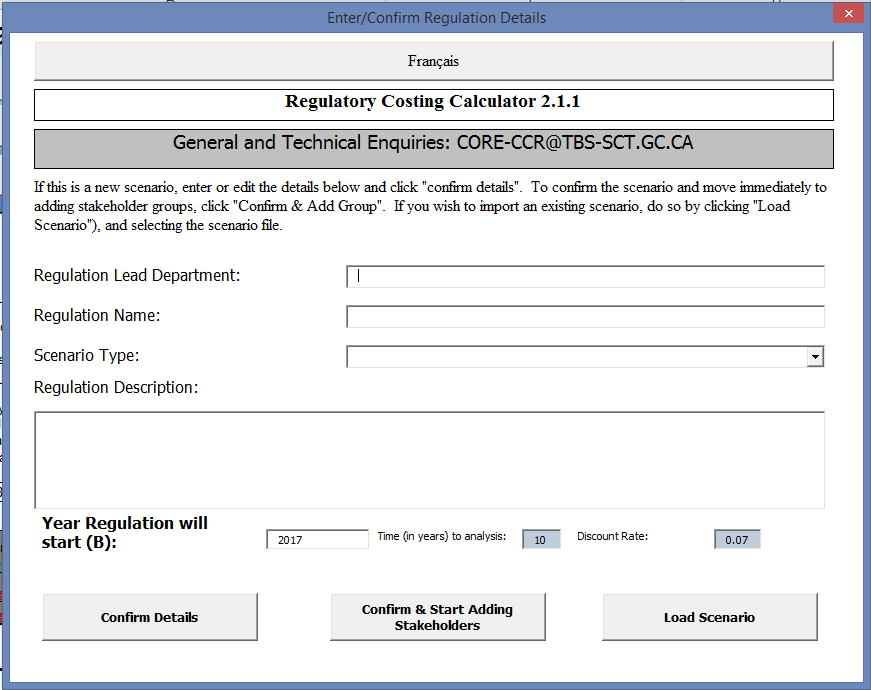 Enter/Confirm Regulation Details
Français
Regulatory Costing Calculator 2.1.1
General and Technical Enquiries: CORE-CCR@TBS-SCT.GC.CA
If this is a new scenario, enter or edit the details below and click "confirm details".  To confirm the scenario and move immediately to
adding stakeholder groups, click "Confirm & Add Group".  If you wish to import an existing scenario, do so by clicking "Load
Scenario"), and selecting the scenario file.
Regulation Lead Department:
Regulation Name:
Scenario Type:
Regulation Description:
Year Regulation will
start (B):
2017
Time (in years) to analysis:
10
Discount Rate:
0.07
Confirm Details
Confirm & Start Adding
Stakeholders
Load Scenario